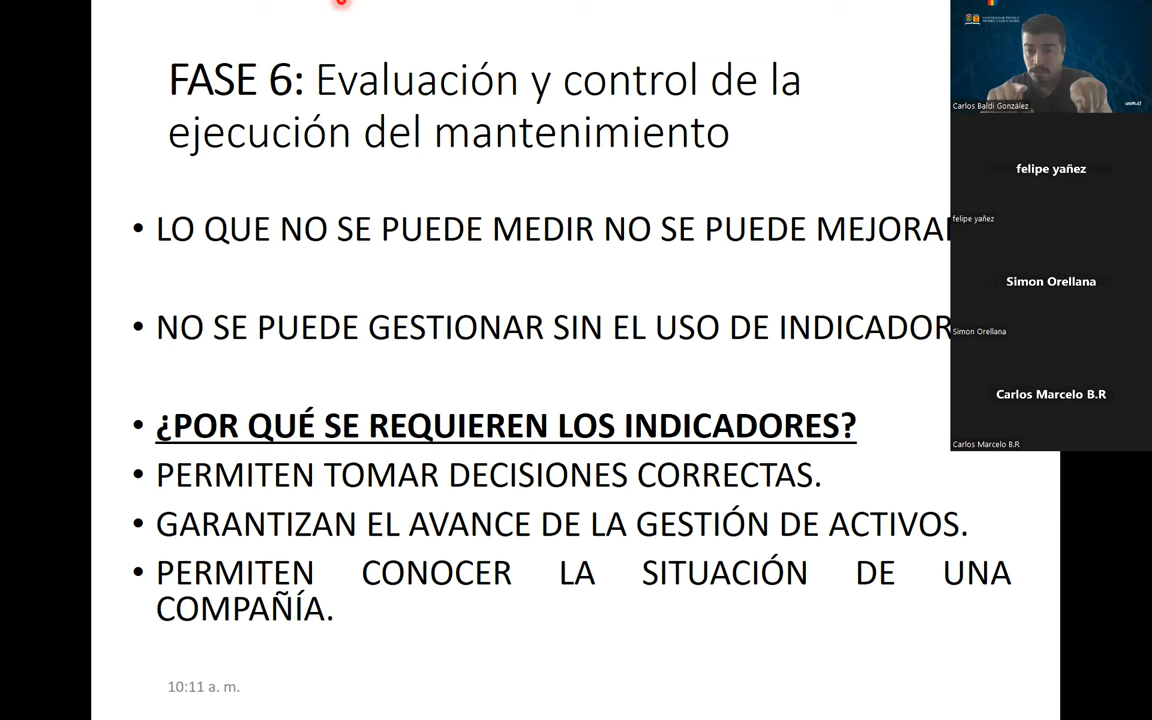 FASE 6: Evaluación y control de la
ejecución del mantenimiento
• LO QUE NO SE PUEDE MEDIR NO SE PUEDE
• NO SE PUEDE GESTIONAR SIN EL USO DE
• ¿POR QUÉ SE REQUIEREN LOS INDICADORES?
• PERMITEN TOMAR DECISIONES CORRECTAS.
• GARANTIZAN EL AVANCE DE LA GESTIÓN DE ACTIVOS.
• PERMITEN CONOCER LA SITUACIÓN DE UNA
COMPAÑÍA.
10:11 a. m.
usm.cl
Carlos Baldi González
felipe yañez
felipe yañez
Simon Orellana
Simon Orellana
Carlos Marcelo B.R
Carlos Marcelo B.R